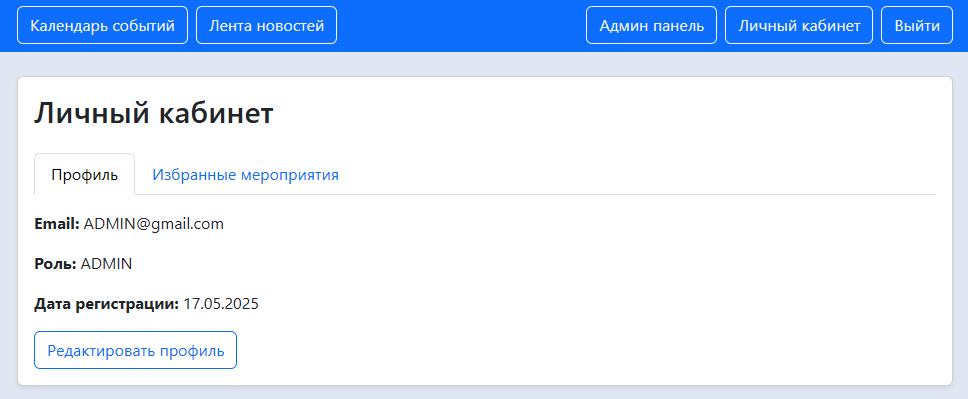 Календарь событий Лента новостей Админ панель Личный кабинет Выйти
Личный кабинет
Профиль Избранные мероприятия
Email: ADMIN@gmail.com
Роль: ADMIN
Дата регистрации: 17.05.2025
Редактировать профиль